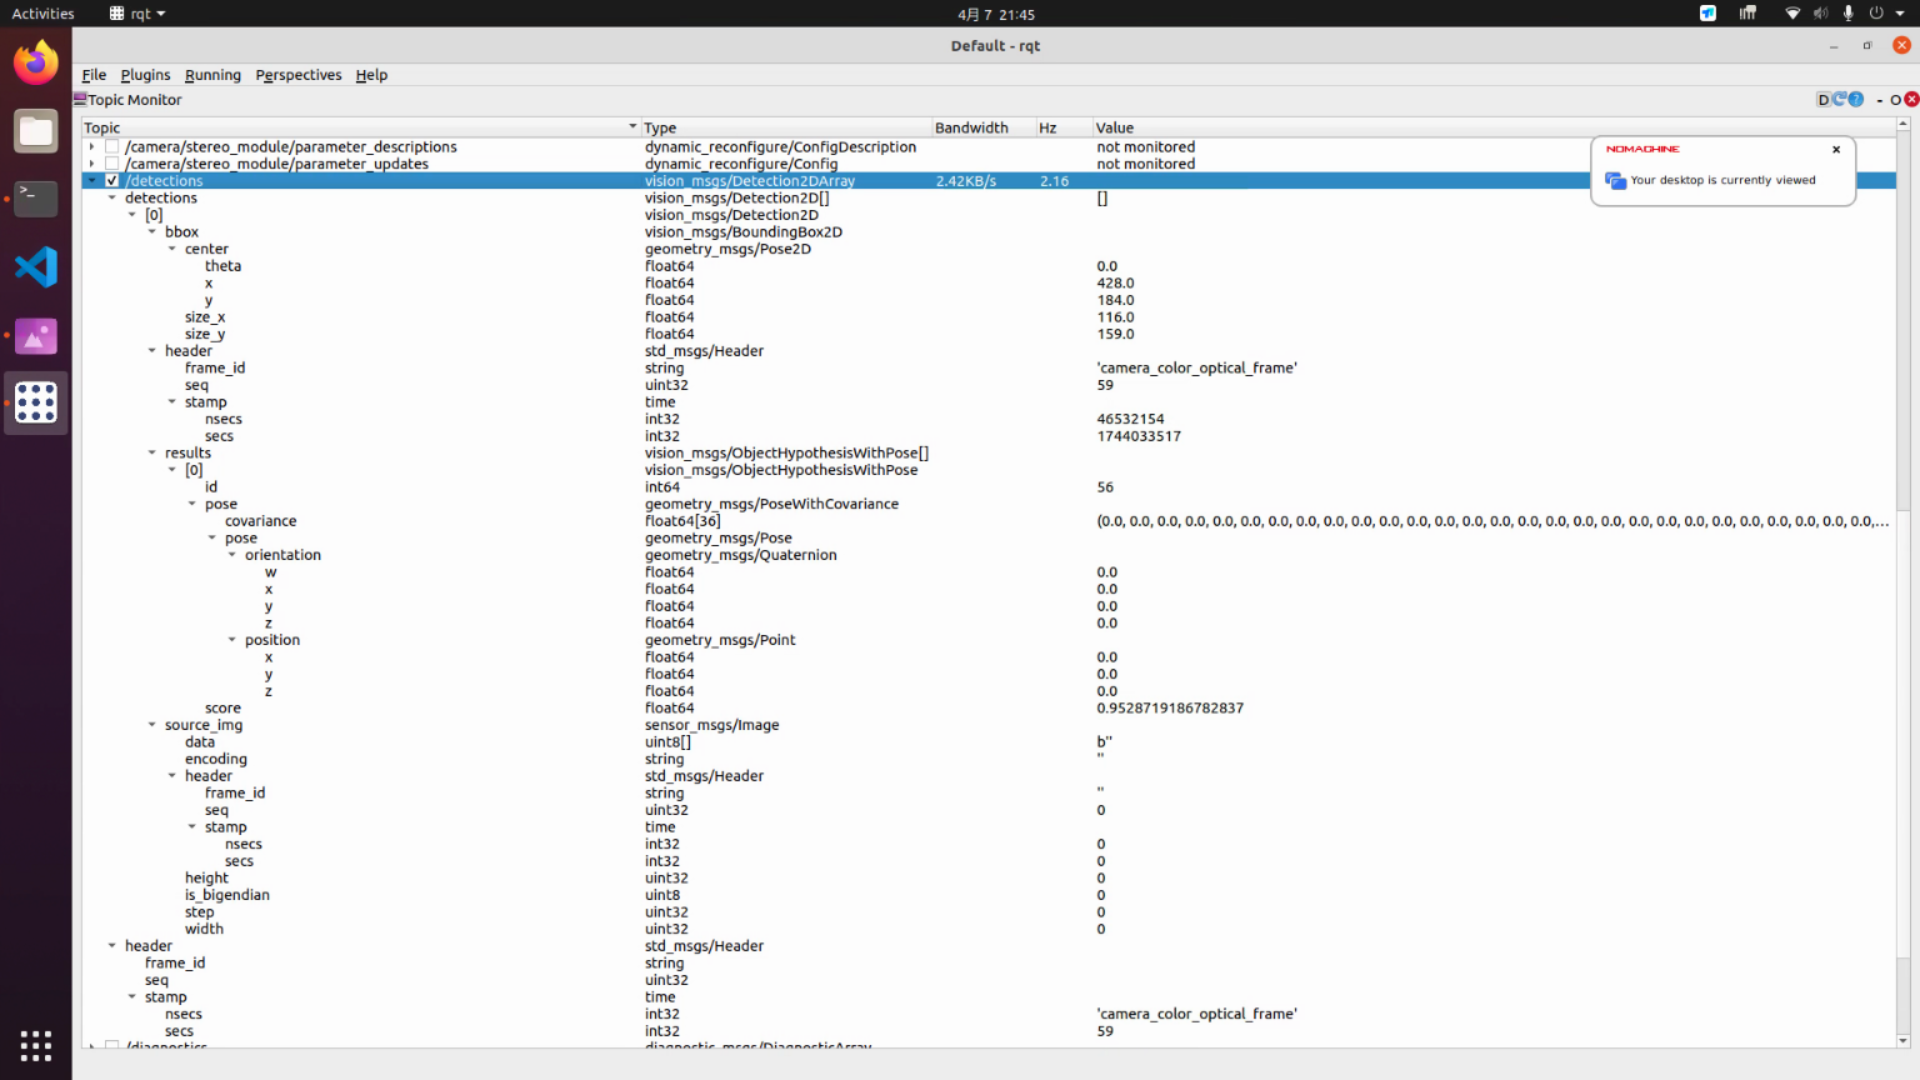 Activities rqt 4月 7 21:45
Default - rqt
File Plugins Running Perspectives Help
Topic Monitor D - O
Topic Type Bandwidth Hz Value
/camera/stereo_module/parameter_descriptions dynamic_reconfigure/ConfigDescription not monitored
/camera/stereo_module/parameter_updates dynamic_reconfigure/Config not monitored
NOMACHINE
Your desktop is currently viewed
/detections vision_msgs/Detection2DArray 2.42KB/s 2.16
detections vision_msgs/Detection2D[] []
[0] vision_msgs/Detection2D
bbox vision_msgs/BoundingBox2D
center geometry_msgs/Pose2D
theta float64 0.0
x float64 428.0
y float64 184.0
size_x float64 116.0
size_y float64 159.0
header std_msgs/Header
frame_id string 'camera_color_optical_frame'
seq uint32 59
stamp time
nsecs int32 46532154
secs int32 1744033517
results vision_msgs/ObjectHypothesisWithPose[]
[0] vision_msgs/ObjectHypothesisWithPose
id int64 56
pose geometry_msgs/PoseWithCovariance
covariance float64[36] (0.0, 0.0, 0.0, 0.0, 0.0, 0.0, 0.0, 0.0, 0.0, 0.0, 0.0, 0.0, 0.0, 0.0, 0.0, 0.0, 0.0, 0.0, 0.0, 0.0, 0.0, 0.0, 0.0, 0.0, 0.0, 0.0, 0.0, 0.0,...
pose geometry_msgs/Pose
orientation geometry_msgs/Quaternion
w float64 0.0
x float64 0.0
y float64 0.0
z float64 0.0
position geometry_msgs/Point
x float64 0.0
y float64 0.0
z float64 0.0
score float64 0.9528719186782837
source_img sensor_msgs/Image
data uint8[] b''
encoding string ''
header std_msgs/Header
frame_id string ''
seq uint32 0
stamp time
nsecs int32 0
secs int32 0
height uint32 0
is_bigendian uint8 0
step uint32 0
width uint32 0
header std_msgs/Header
frame_id string
seq uint32
stamp time
nsecs int32 'camera_color_optical_frame'
secs int32 59
/diagnostics diagnostic_msgs/DiagnosticArray